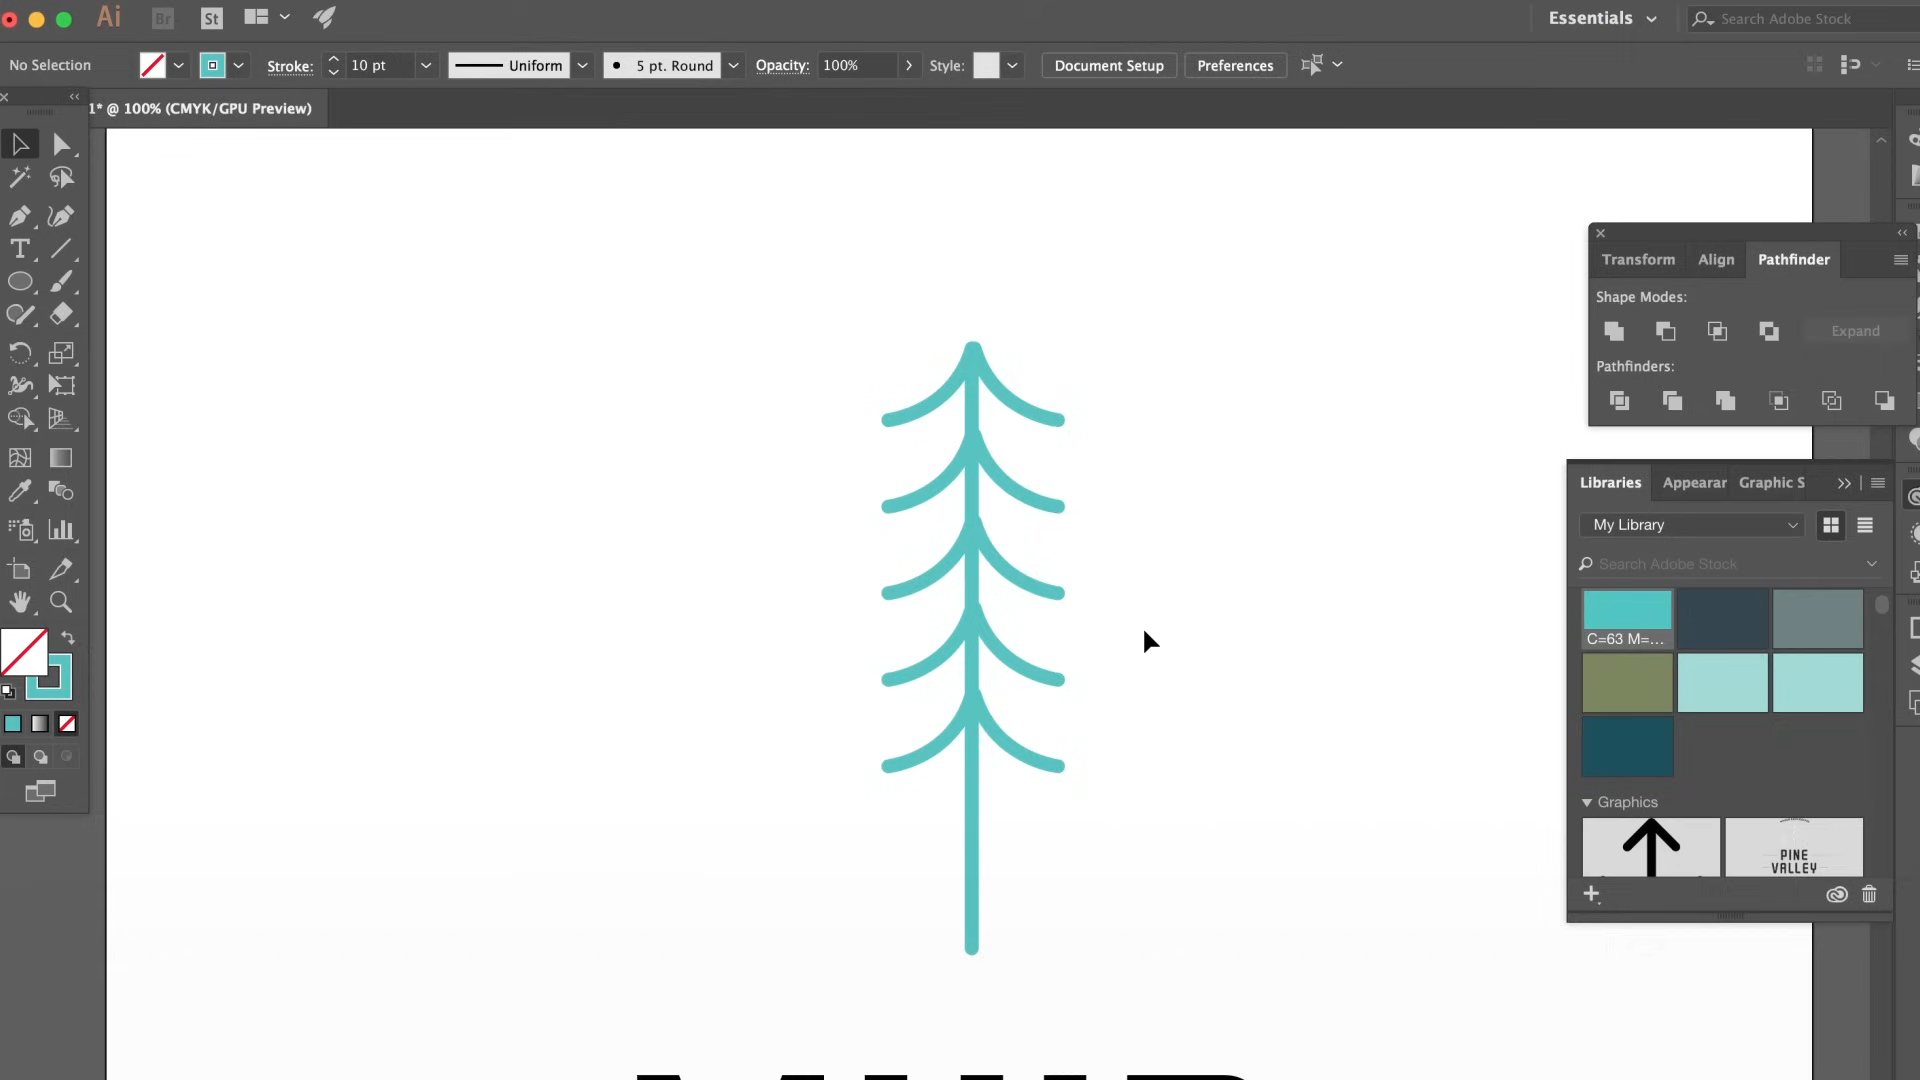 Ai Br St Essentials Search Adobe Stock
No Selection Stroke: 10 pt Uniform 5 pt. Round Opacity: 100% Style: Document Setup Preferences
1* @ 100% (CMYK/GPU Preview)
Transform Align Pathfinder
Shape Modes:
Expand
Pathfinders:
Libraries Appearar Graphic S
My Library
Search Adobe Stock
C=63 M=...
Graphics
PINE
VALLEY